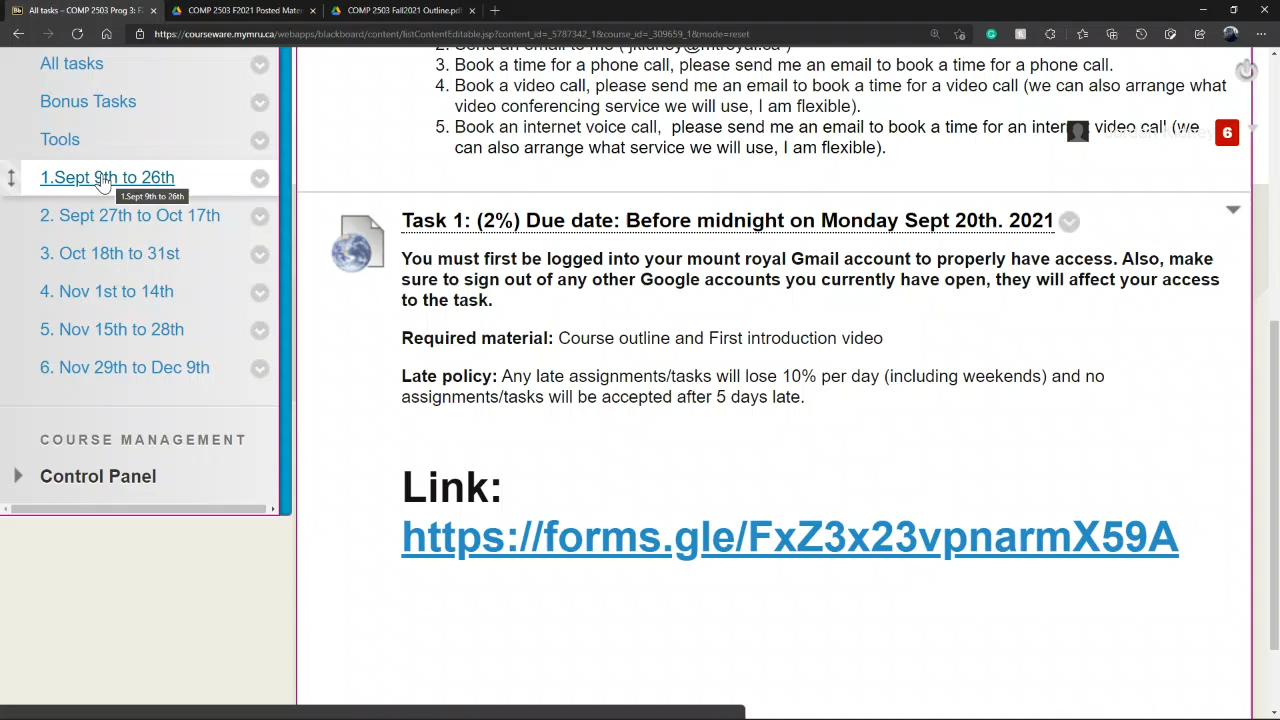 All tasks – COMP 2503 Prog 3: F
COMP 2503 F2021 Posted Mater
COMP 2503 Fall2021 Outline.pdf
https://courseware.mymru.ca/webapps/blackboard/content/listContentEditable.jsp?content_id=_5787342_1&course_id=_309659_1&mode=reset
All tasks
Bonus Tasks
Tools
1.Sept 9th to 26th
1.Sept 9th to 26th
2. Sept 27th to Oct 17th
3. Oct 18th to 31st
4. Nov 1st to 14th
5. Nov 15th to 28th
6. Nov 29th to Dec 9th
COURSE MANAGEMENT
Control Panel
2. Send an email to me (jkidney@mtroyal.ca )
3. Book a time for a phone call, please send me an email to book a time for a phone call.
4. Book a video call, please send me an email to book a time for a video call (we can also arrange what
video conferencing service we will use, I am flexible).
5. Book an internet voice call, please send me an email to book a time for an inter video call (we
can also arrange what service we will use, I am flexible).
6
Task 1: (2%) Due date: Before midnight on Monday Sept 20th. 2021
You must first be logged into your mount royal Gmail account to properly have access. Also, make
sure to sign out of any other Google accounts you currently have open, they will affect your access
to the task.
Required material: Course outline and First introduction video
Late policy: Any late assignments/tasks will lose 10% per day (including weekends) and no
assignments/tasks will be accepted after 5 days late.
Link:
https://forms.gle/FxZ3x23vpnarmX59A